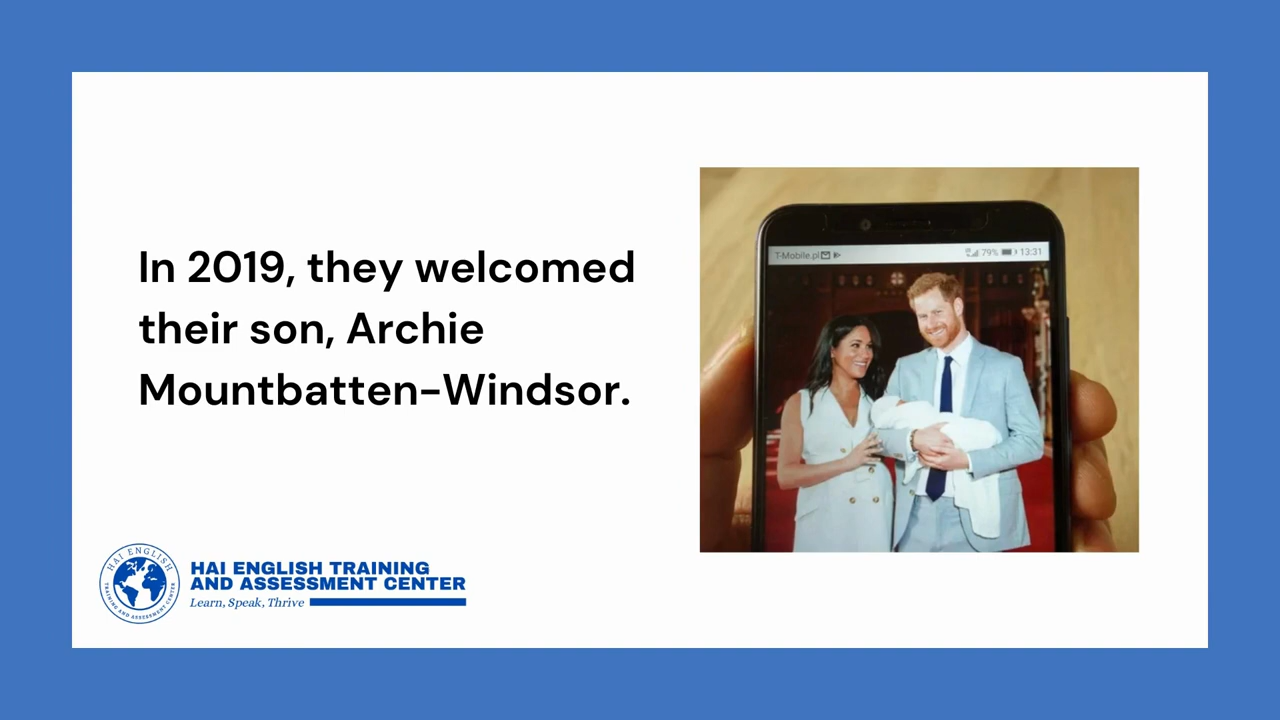 In 2019, they welcomed
their son, Archie
Mountbatten-Windsor.
T-Mobile.pl 79% 13:31
HAI ENGLISH
TRAINING AND ASSESSMENT CENTER
HAI ENGLISH TRAINING
AND ASSESSMENT CENTER
Learn, Speak, Thrive